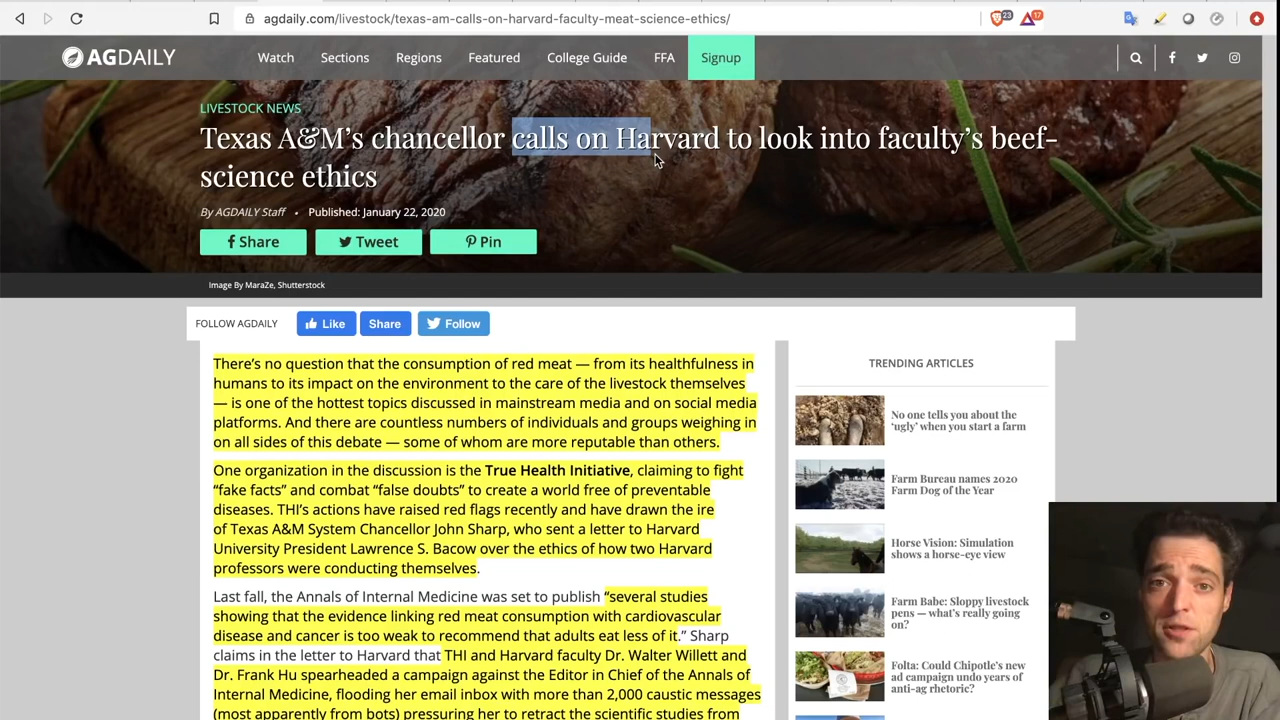 agdaily.com/livestock/texas-am-calls-on-harvard-faculty-meat-science-ethics/
23
17
AGDAILY
Watch
Sections
Regions
Featured
College Guide
FFA
Signup
LIVESTOCK NEWS
Texas A&M’s chancellor calls on Harvard to look into faculty’s beef-
science ethics
By AGDAILY Staff • Published: January 22, 2020
Share
Tweet
Pin
Image By MaraZe, Shutterstock
FOLLOW AGDAILY
Like
Share
Follow
There’s no question that the consumption of red meat — from its healthfulness in
humans to its impact on the environment to the care of the livestock themselves
— is one of the hottest topics discussed in mainstream media and on social media
platforms. And there are countless numbers of individuals and groups weighing in
on all sides of this debate — some of whom are more reputable than others.
One organization in the discussion is the True Health Initiative, claiming to fight
“fake facts” and combat “false doubts” to create a world free of preventable
diseases. THI’s actions have raised red flags recently and have drawn the ire
of Texas A&M System Chancellor John Sharp, who sent a letter to Harvard
University President Lawrence S. Bacow over the ethics of how two Harvard
professors were conducting themselves.
Last fall, the Annals of Internal Medicine was set to publish “several studies
showing that the evidence linking red meat consumption with cardiovascular
disease and cancer is too weak to recommend that adults eat less of it.” Sharp
claims in the letter to Harvard that THI and Harvard faculty Dr. Walter Willett and
Dr. Frank Hu spearheaded a campaign against the Editor in Chief of the Annals of
Internal Medicine, flooding her email inbox with more than 2,000 caustic messages
(most apparently from bots) pressuring her to retract the scientific studies from
TRENDING ARTICLES
No one tells you about the
‘ugly’ when you start a farm
Farm Bureau names 2020
Farm Dog of the Year
Horse Vision: Simulation
shows a horse-eye view
Farm Babe: Sloppy livestock
pens — what’s really going
on?
Folta: Could Chipotle’s new
ad campaign undo years of
anti-ag rhetoric?